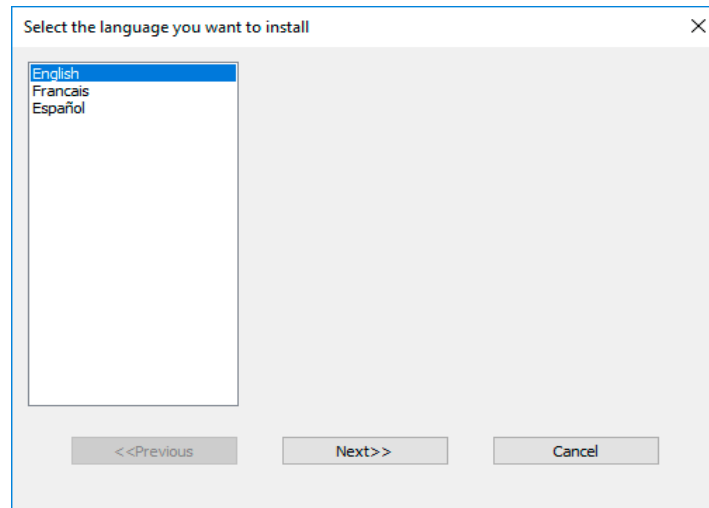 Select the language you want to install
English
Francais
Español
<<Previous
Next>>
Cancel